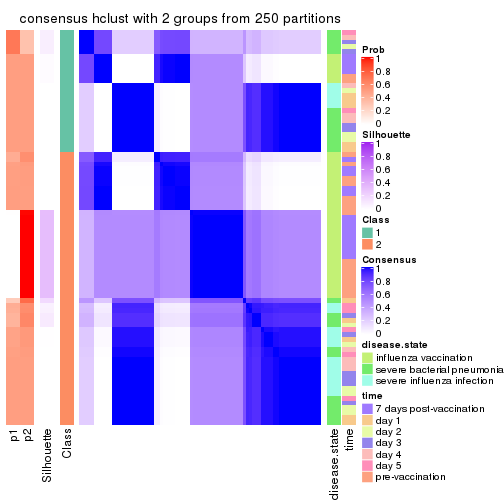 consensus hclust with 2 groups from 250 partitions
Prob
1
0.8
0.6
0.4
0.2
0
Silhouette
1
0.8
0.6
0.4
0.2
0
Class
1
2
Consensus
1
0.8
0.6
0.4
0.2
0
disease.state
influenza vaccination
severe bacterial pneumonia
severe influenza infection
time
7 days post-vaccination
day 1
day 2
day 3
day 4
day 5
pre-vaccination
p1
p2
Silhouette
Class
disease.state
time